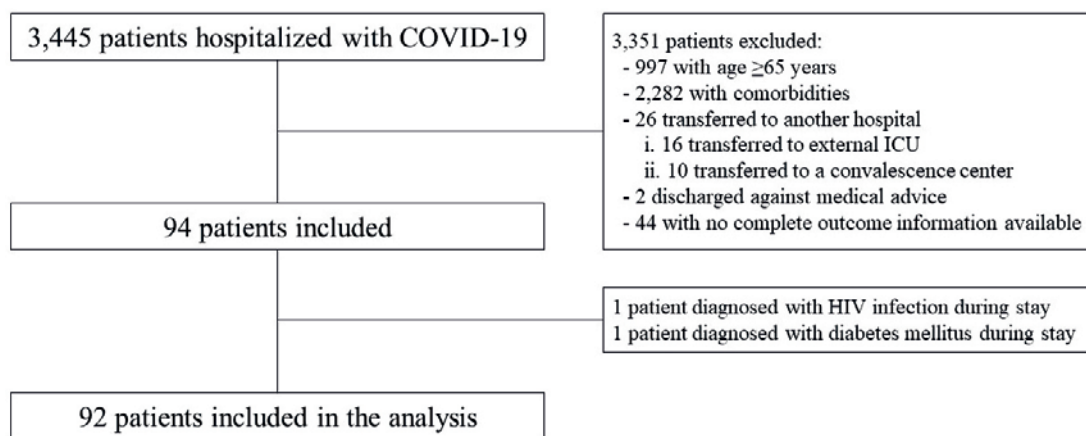 3,445 patients hospitalized with COVID-19
3,351 patients excluded:
- 997 with age ≥65 years
- 2,282 with comorbidities
- 26 transferred to another hospital
i. 16 transferred to external ICU
ii. 10 transferred to a convalescence center
- 2 discharged against medical advice
- 44 with no complete outcome information available
94 patients included
1 patient diagnosed with HIV infection during stay
1 patient diagnosed with diabetes mellitus during stay
92 patients included in the analysis